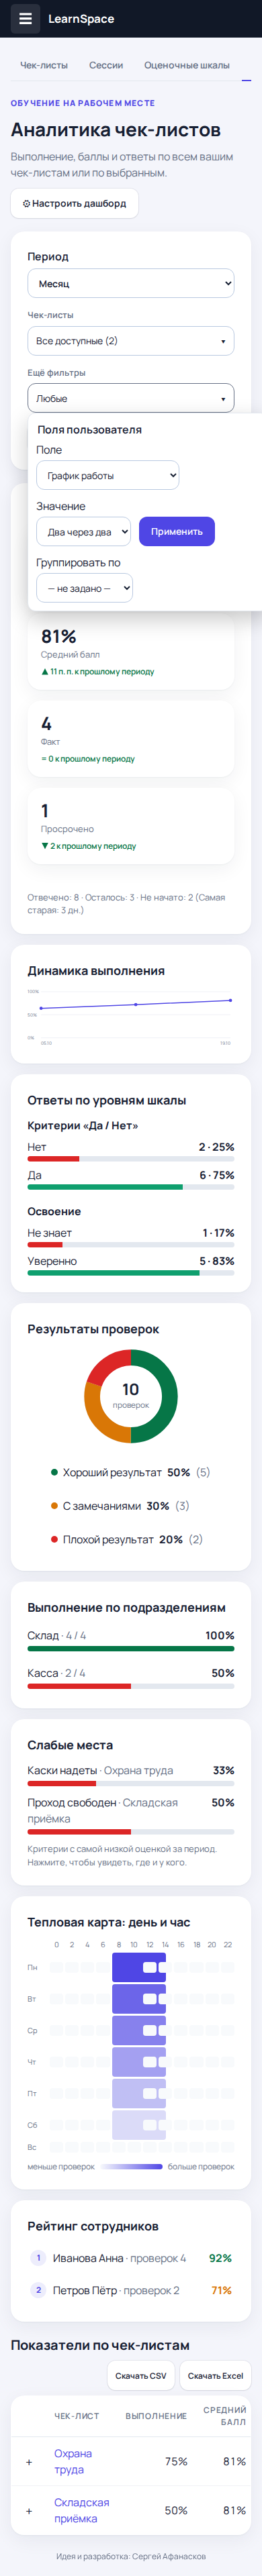 ☰ LearnSpace
Чек-листы Сессии Оценочные шкалы
ОБУЧЕНИЕ НА РАБОЧЕМ МЕСТЕ
Аналитика чек-листов
Выполнение, баллы и ответы по всем вашим
чек-листам или по выбранным.
Настроить дашборд
Период
Месяц
Чек-листы
Все доступные (2)
Ещё фильтры
Любые
Поля пользователя
Поле
График работы
Значение
Два через два Применить
Группировать по
— не задано —
81%
Средний балл
▲ 11 п. п. к прошлому периоду
4
Факт
= 0 к прошлому периоду
1
Просрочено
▼ 2 к прошлому периоду
Отвечено: 8 · Осталось: 3 · Не начато: 2 (Самая
старая: 3 дн.)
Динамика выполнения
100%
50%
0%
Ответы по уровням шкалы
Критерии «Да / Нет»
Нет 2 · 25%
Да 6 · 75%
Освоение
Не знает 1 · 17%
Уверенно 5 · 83%
Результаты проверок
10
проверок
Хороший результат 50% (5)
С замечаниями 30% (3)
Плохой результат 20% (2)
Выполнение по подразделениям
Склад · 4 / 4 100%
Касса · 2 / 4 50%
Слабые места
Каски надеты · Охрана труда 33%
Проход свободен · Складская 50%
приёмка
Критерии с самой низкой оценкой за период.
Нажмите, чтобы увидеть, где и у кого.
Тепловая карта: день и час
0 2 4 6 8 10 12 14 16 18 20 22
Пн
Вт
Ср
Чт
Пт
Сб
Вс
меньше проверок больше проверок
Рейтинг сотрудников
1 Иванова Анна · проверок 4 92%
2 Петров Пётр · проверок 2 71%
Показатели по чек-листам
Скачать CSV Скачать Excel
ЧЕК-ЛИСТ ВЫПОЛНЕНИЕ СРЕДНИЙ
БАЛЛ
+ Охрана 75% 81%
труда
+ Складская 50% 81%
приёмка
Идея и разработка: Сергей Афанасков